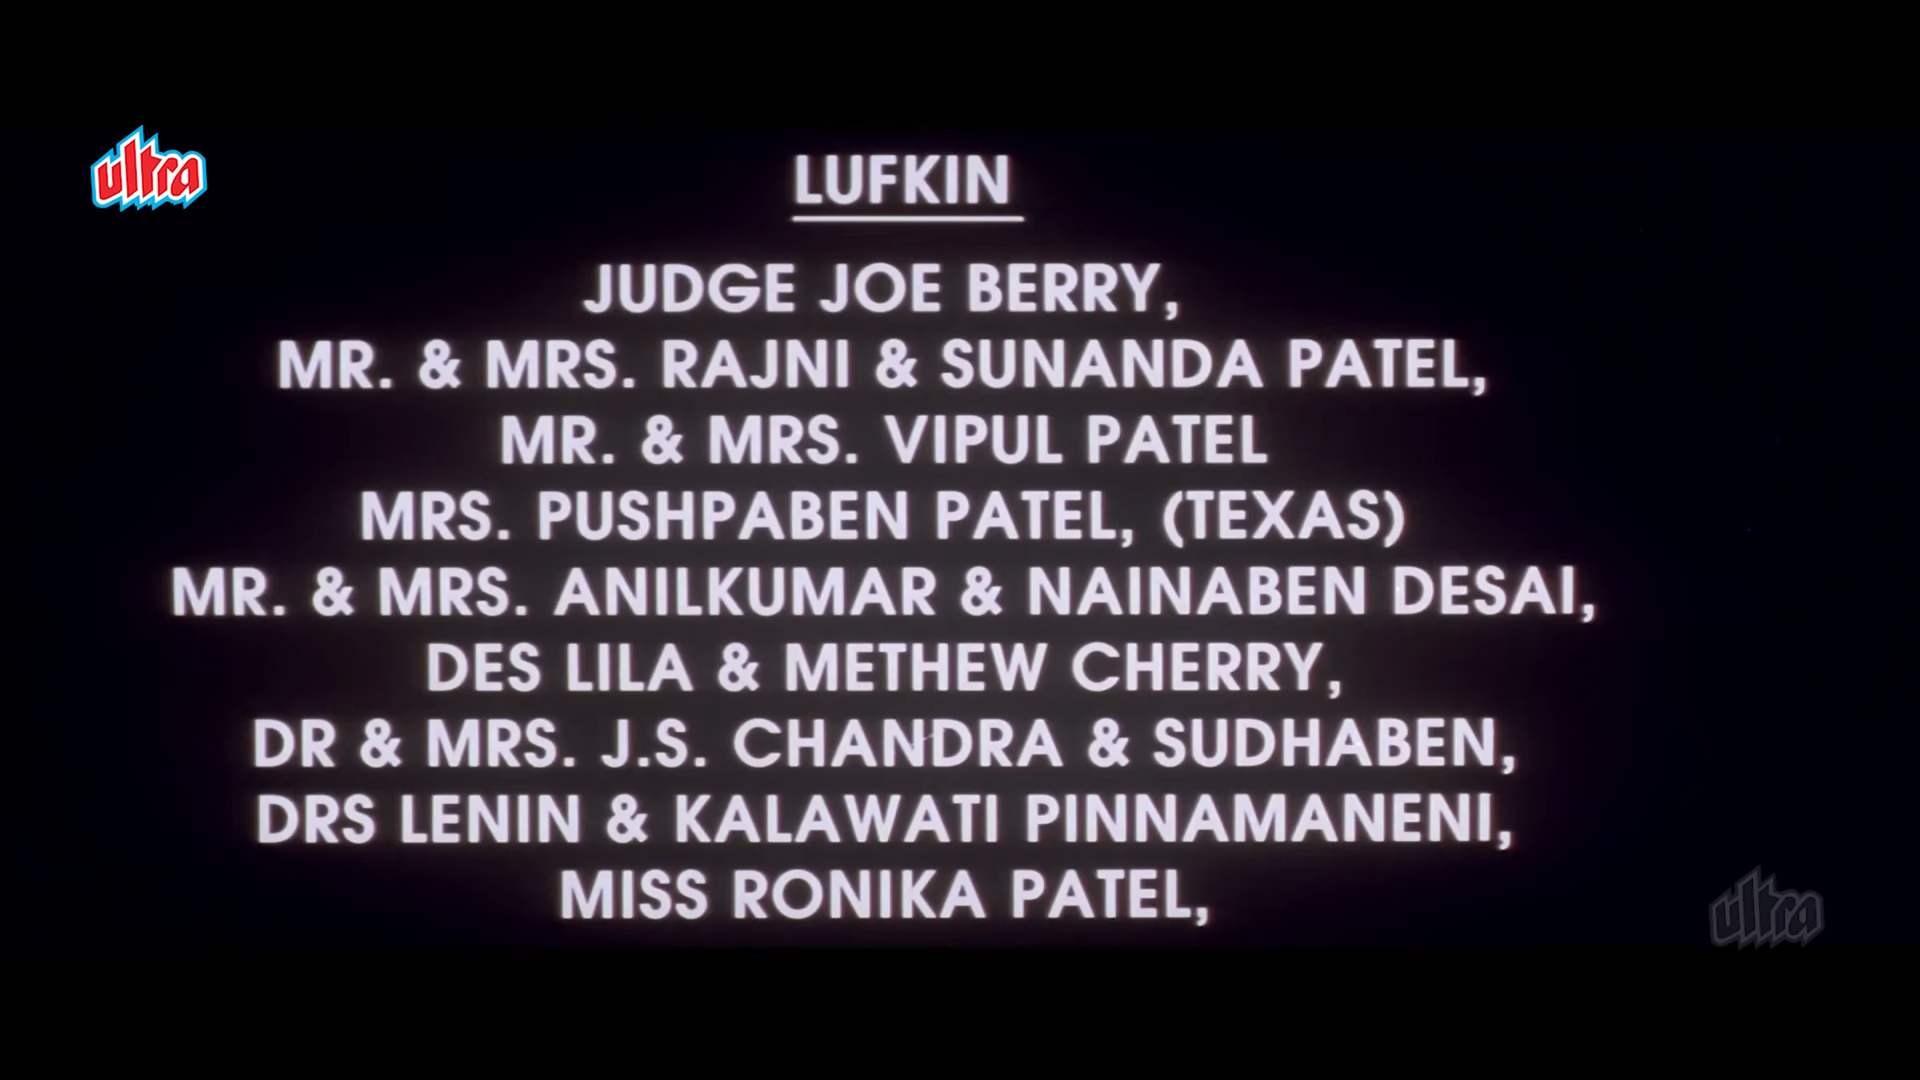 ultra
LUFKIN
JUDGE JOE BERRY,
MR. & MRS. RAJNI & SUNANDA PATEL,
MR. & MRS. VIPUL PATEL
MRS. PUSHPABEN PATEL, (TEXAS)
MR. & MRS. ANILKUMAR & NAINABEN DESAI,
DES LILA & METHEW CHERRY,
DR & MRS. J.S. CHANDRA & SUDHABEN,
DRS LENIN & KALAWATI PINNAMANENI,
MISS RONIKA PATEL,
ultra